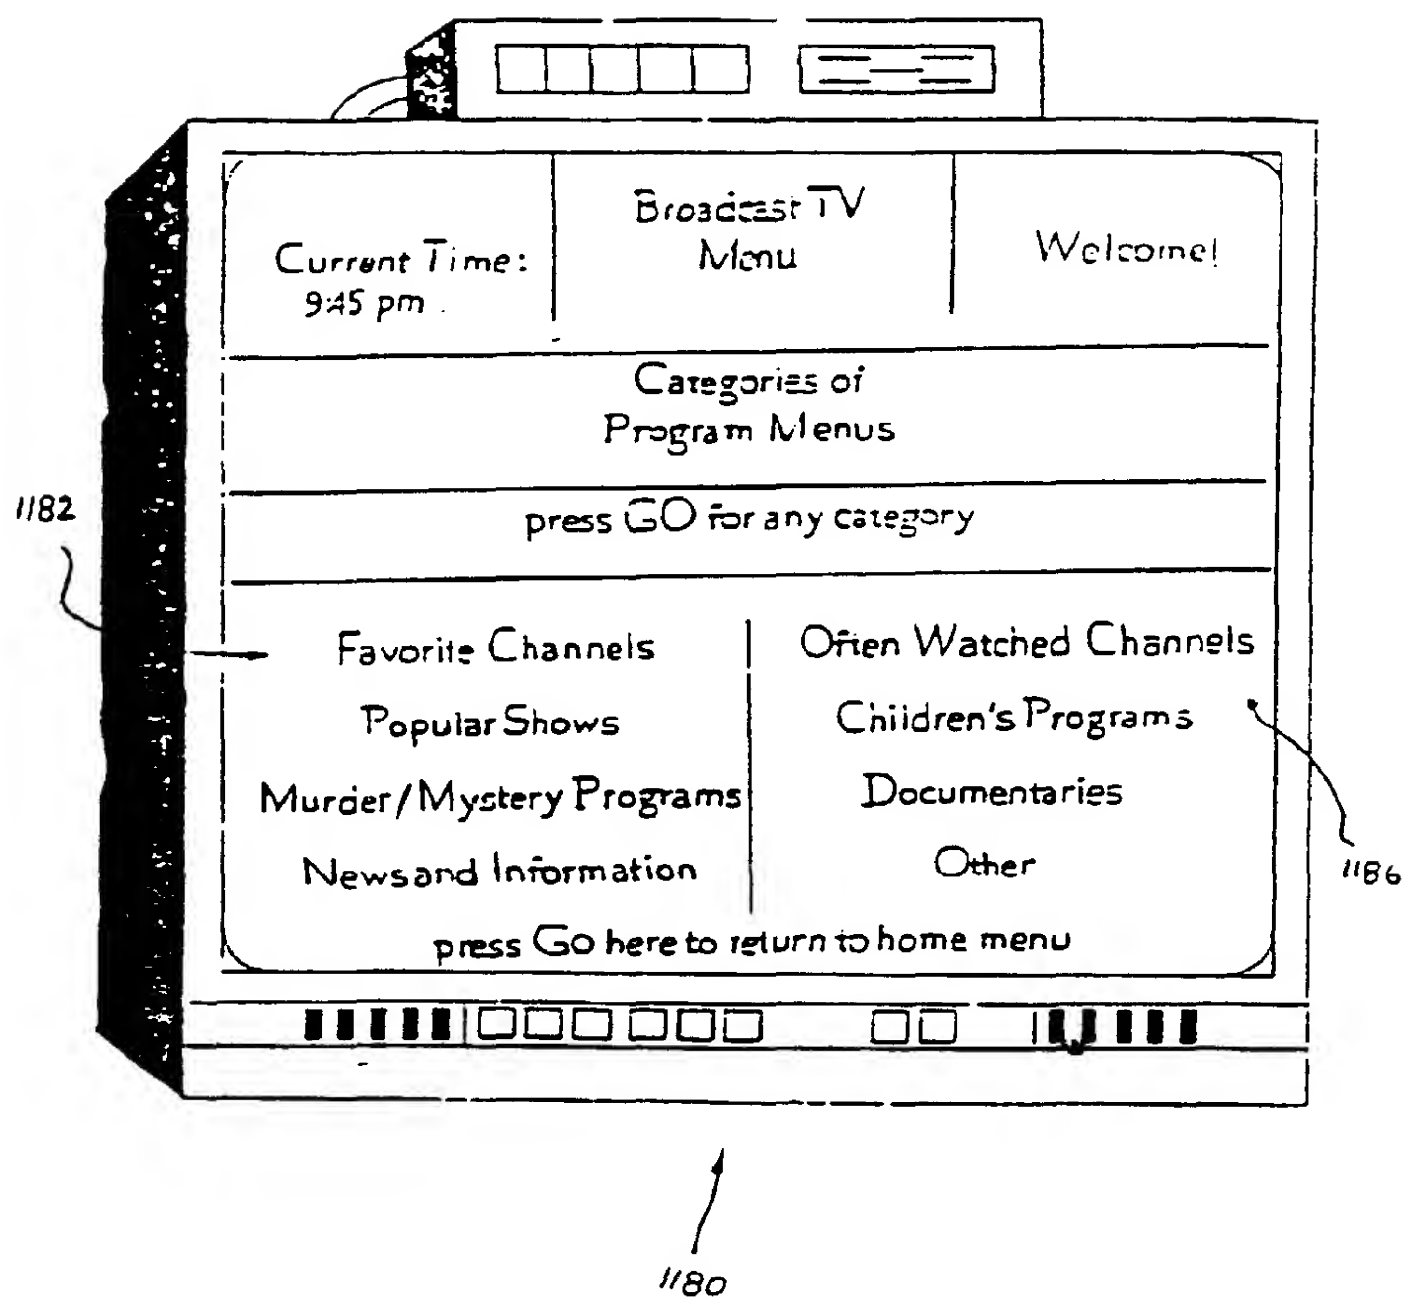 Current Time:
9:45 pm
Broadcast TV
Menu
Welcome!
Categories of
Program Menus
press GO for any category
1182
Favorite Channels
Popular Shows
Murder/Mystery Programs
News and Information
Often Watched Channels
Children's Programs
Documentaries
Other
1186
press Go here to return to home menu
1180